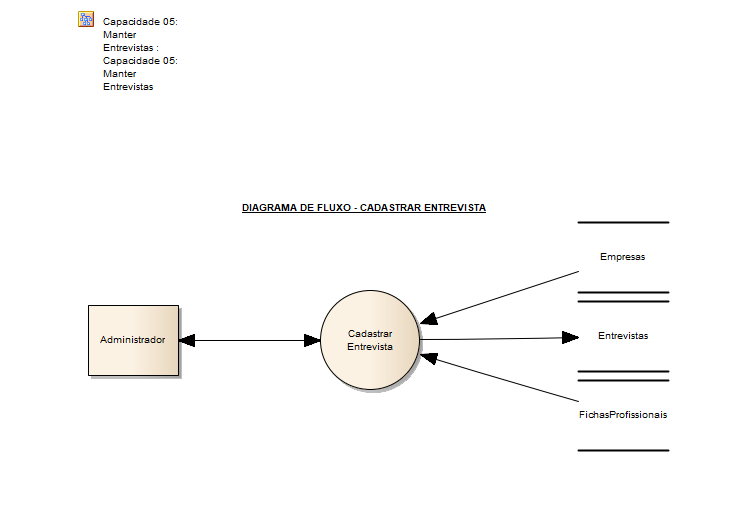 Capacidade 05:
Manter
Entrevistas :
Capacidade 05:
Manter
Entrevistas
DIAGRAMA DE FLUXO - CADASTRAR ENTREVISTA
Empresas
Administrador
Cadastrar
Entrevista
Entrevistas
FichasProfissionais